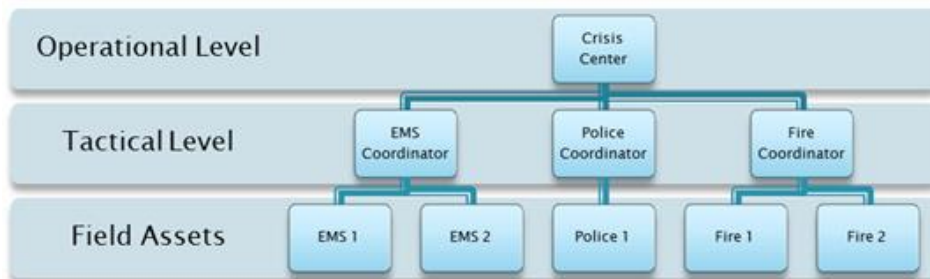 Operational Level
Crisis
Center
Tactical Level
EMS
Coordinator
Police
Coordinator
Fire
Coordinator
Field Assets
EMS 1
EMS 2
Police 1
Fire 1
Fire 2